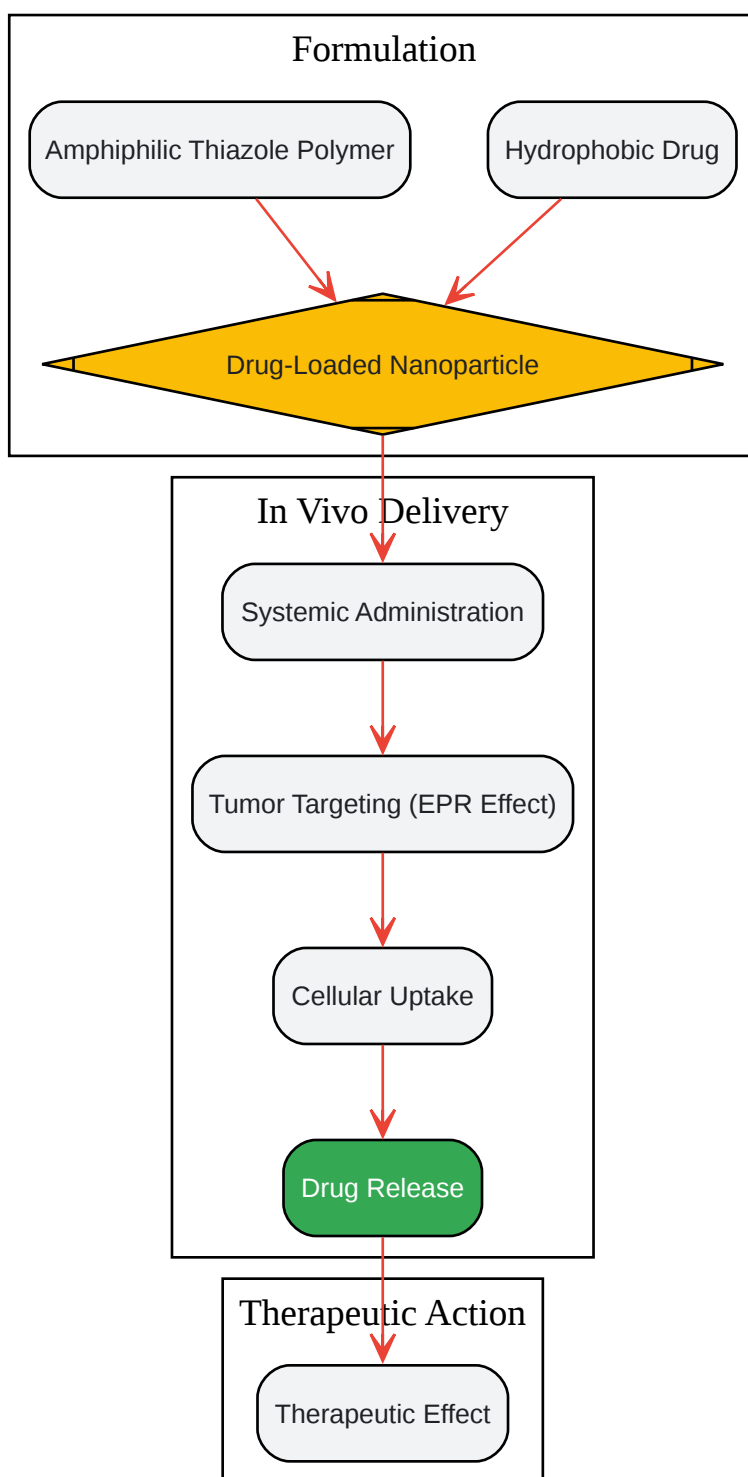 Formulation
Amphiphilic Thiazole Polymer
Hydrophobic Drug
Drug-Loaded Nanoparticle
In Vivo Delivery
Systemic Administration
Tumor Targeting (EPR Effect)
Cellular Uptake
Drug Release
Therapeutic Action
Therapeutic Effect